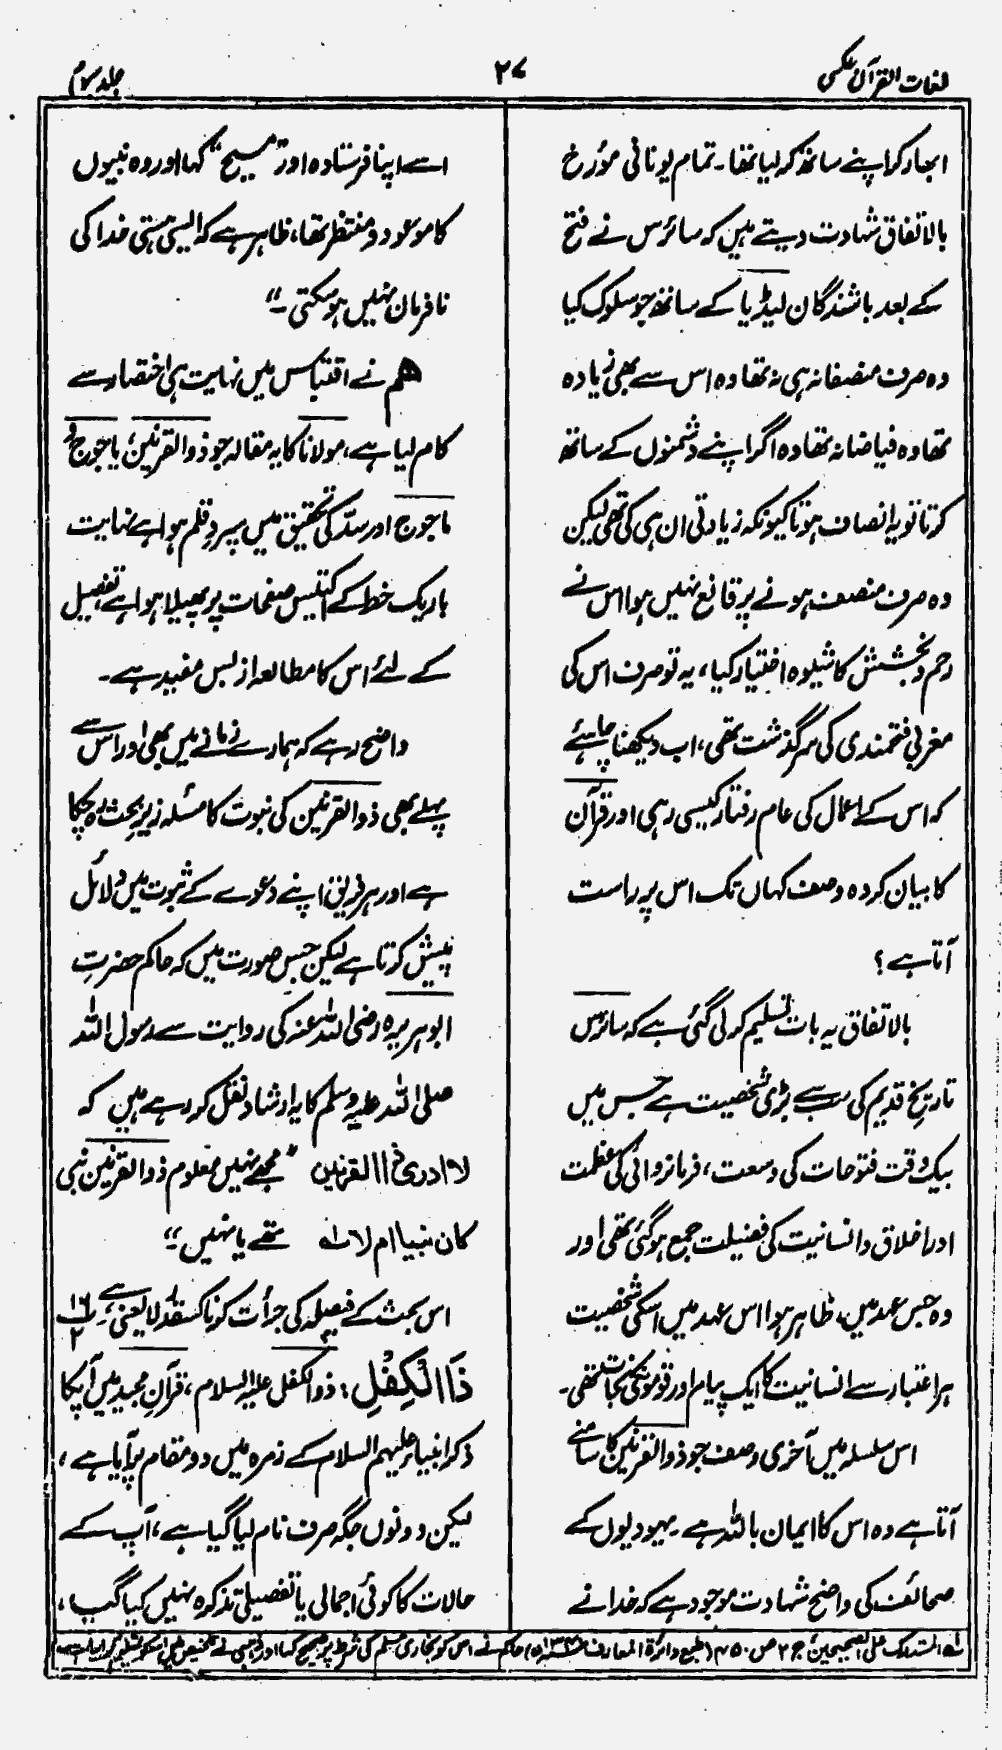 لغات القرآن عکسی
۲۷
جلد سوم
ابھار کر اپنے ساتھ کر لیا تھا۔ تمام یونانی مؤرخ
بالاتفاق شہادت دیتے ہیں کہ سائرس نے فتح
کے بعد باشندگان لیڈیا کے ساتھ جو سلوک کیا
وہ صرف منصفانہ ہی نہ تھا وہ اس سے بھی زیادہ
تھا وہ فیاضانہ تھا وہ اگر اپنے دشمنوں کے ساتھ
کرتا تو یہ انصاف ہوتا کیونکہ زیادتی ان ہی کی تھی لیکن
وہ صرف منصف ہونے پر قانع نہیں ہوا اس نے
رحم و بخشش کا شیوہ اختیار کیا، یہ تو صرف اس کی
مغربی فتحمندی کی سرگذشت تھی، اب دیکھنا چاہئے
کہ اس کے اعمال کی عام رفتار کیسی رہی اور قرآن
کا بیان کردہ وصف کہاں تک اس پر راست
آتا ہے؟
بالاتفاق یہ بات تسلیم کر لی گئی ہے کہ سائرس
تاریخ قدیم کی سب سے بڑی شخصیت ہے جس میں
بیک وقت فتوحات کی وسعت، فرمانروائی کی عظمت
اور اخلاق و انسانیت کی فضیلت جمع ہو گئی تھی اور
وہ جس عہد میں ظاہر ہوا اس عہد میں اسکی شخصیت
ہر اعتبار سے انسانیت کا ایک پیام اور قوموں کی نجات تھی۔
اس سلسلہ میں آخری وصف جو ذوالقرنین کا سامنے
آتا ہے وہ اس کا ایمان باللہ ہے۔ یہودیوں کے
صحائف کی واضح شہادت موجود ہے کہ خدا نے
اسے اپنا فرستادہ اور "مسیح" کہا اور وہ نبیوں
کا موعود و منتظر تھا، ظاہر ہے کہ ایسی ہستی خدا کی
نافرمان نہیں ہو سکتی۔"
ھم نے اقتباس میں نہایت ہی اختصار سے
کام لیا ہے، مولانا کا یہ مقالہ جو ذوالقرنین، یاجوج و
ماجوج اور سدّ کی تحقیق میں سپردِ قلم ہوا ہے نہایت
باریک خط کے اکتیس صفحات پر پھیلا ہوا ہے تفصیل
کے لئے اس کا مطالعہ از بس مفید ہے۔
واضح رہے کہ ہمارے زمانے میں بھی اور اس سے
پہلے بھی ذوالقرنین کی نبوت کا مسئلہ زیر بحث رہ چکا
ہے اور ہر فریق اپنے دعوے کے ثبوت میں دلائل
پیش کرتا ہے لیکن جس صورت میں کہ حاکم حضرتِ
ابوہریرہ رضی اللہ عنہ کی روایت سے رسول اللہ
صلی اللہ علیہ وسلم کا یہ ارشاد نقل کر رہے ہیں کہ
لا ادری ذا القرنین "مجھے نہیں معلوم ذوالقرنین نبی
کان نبیا ام لا لہ تھے یا نہیں۔"
اس بحث کے فیصلہ کی جرأت کرنا کسقدر لایعنی ہے۔ پ ۱۶/۲
ذَا الْکِفْلِ: ذوالکفل علیہ السلام، قرآن مجید میں آپکا
ذکر انبیاء علیہم السلام کے زمرہ میں دو مقام پر آیا ہے،
لیکن دونوں جگہ صرف نام لیا گیا ہے، آپ کے
حالات کا کوئی اجمالی یا تفصیلی تذکرہ نہیں کیا گیا،
لہ المستدرک علی الصحیحین، ج ۲ ص ۴۵۰ (طبع دائرۃ المعارف) حاکم نے اس کو بخاری و مسلم کی شرط پر صحیح کہا اور ذہبی نے تلخیص میں اسکو تسلیم کر لیا ہے